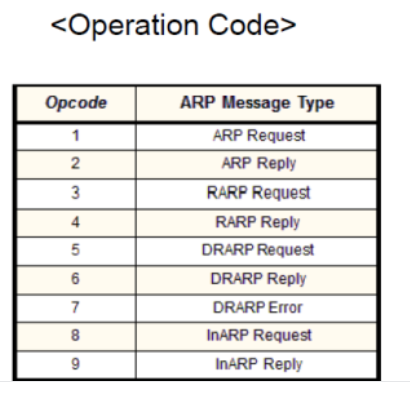 <Operation Code>
Opcode ARP Message Type
1 ARP Request
2 ARP Reply
3 RARP Request
4 RARP Reply
5 DRARP Request
6 DRARP Reply
7 DRARP Error
8 InARP Request
9 InARP Reply